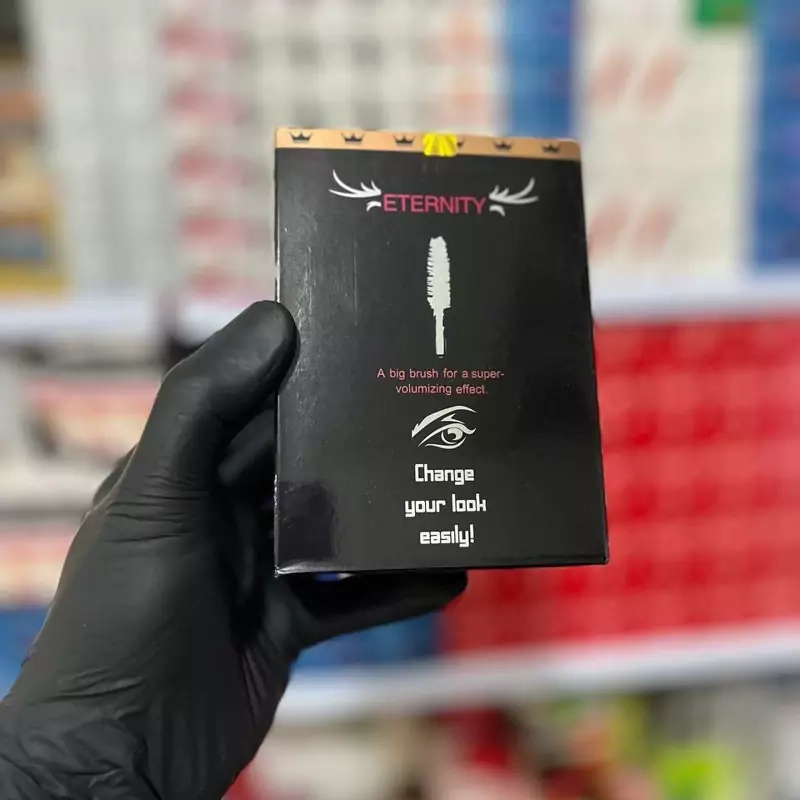 ETERNITY
A big brush for a super-
volumizing effect.
Change
your look
easily!